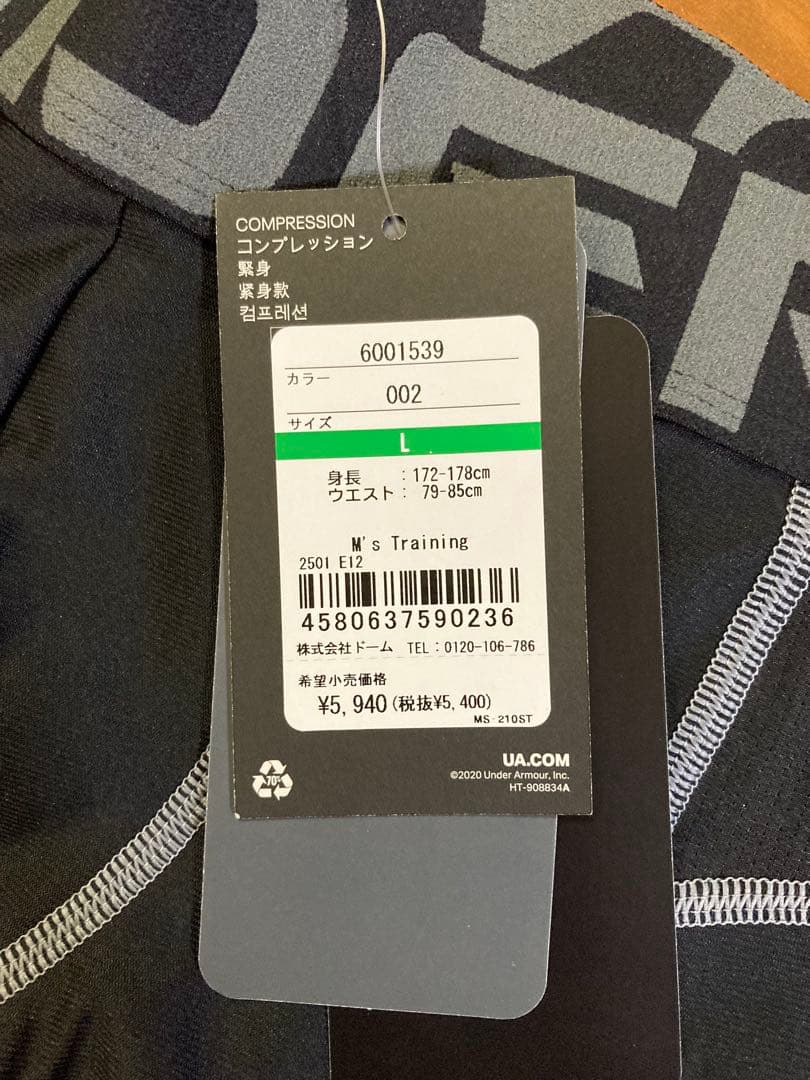 COMPRESSION
コンプレッション
緊身
紧身款
컴프레션
6001539
カラー
002
サイズ
L
身長 :172-178cm
ウエスト: 79-85cm
M's Training
2501 E12
4580637590236
株式会社ドーム TEL:0120-106-786
希望小売価格
¥5,940(税抜¥5,400)
MS-210ST
70%
UA.COM
©2020 Under Armour, Inc.
HT-908834A